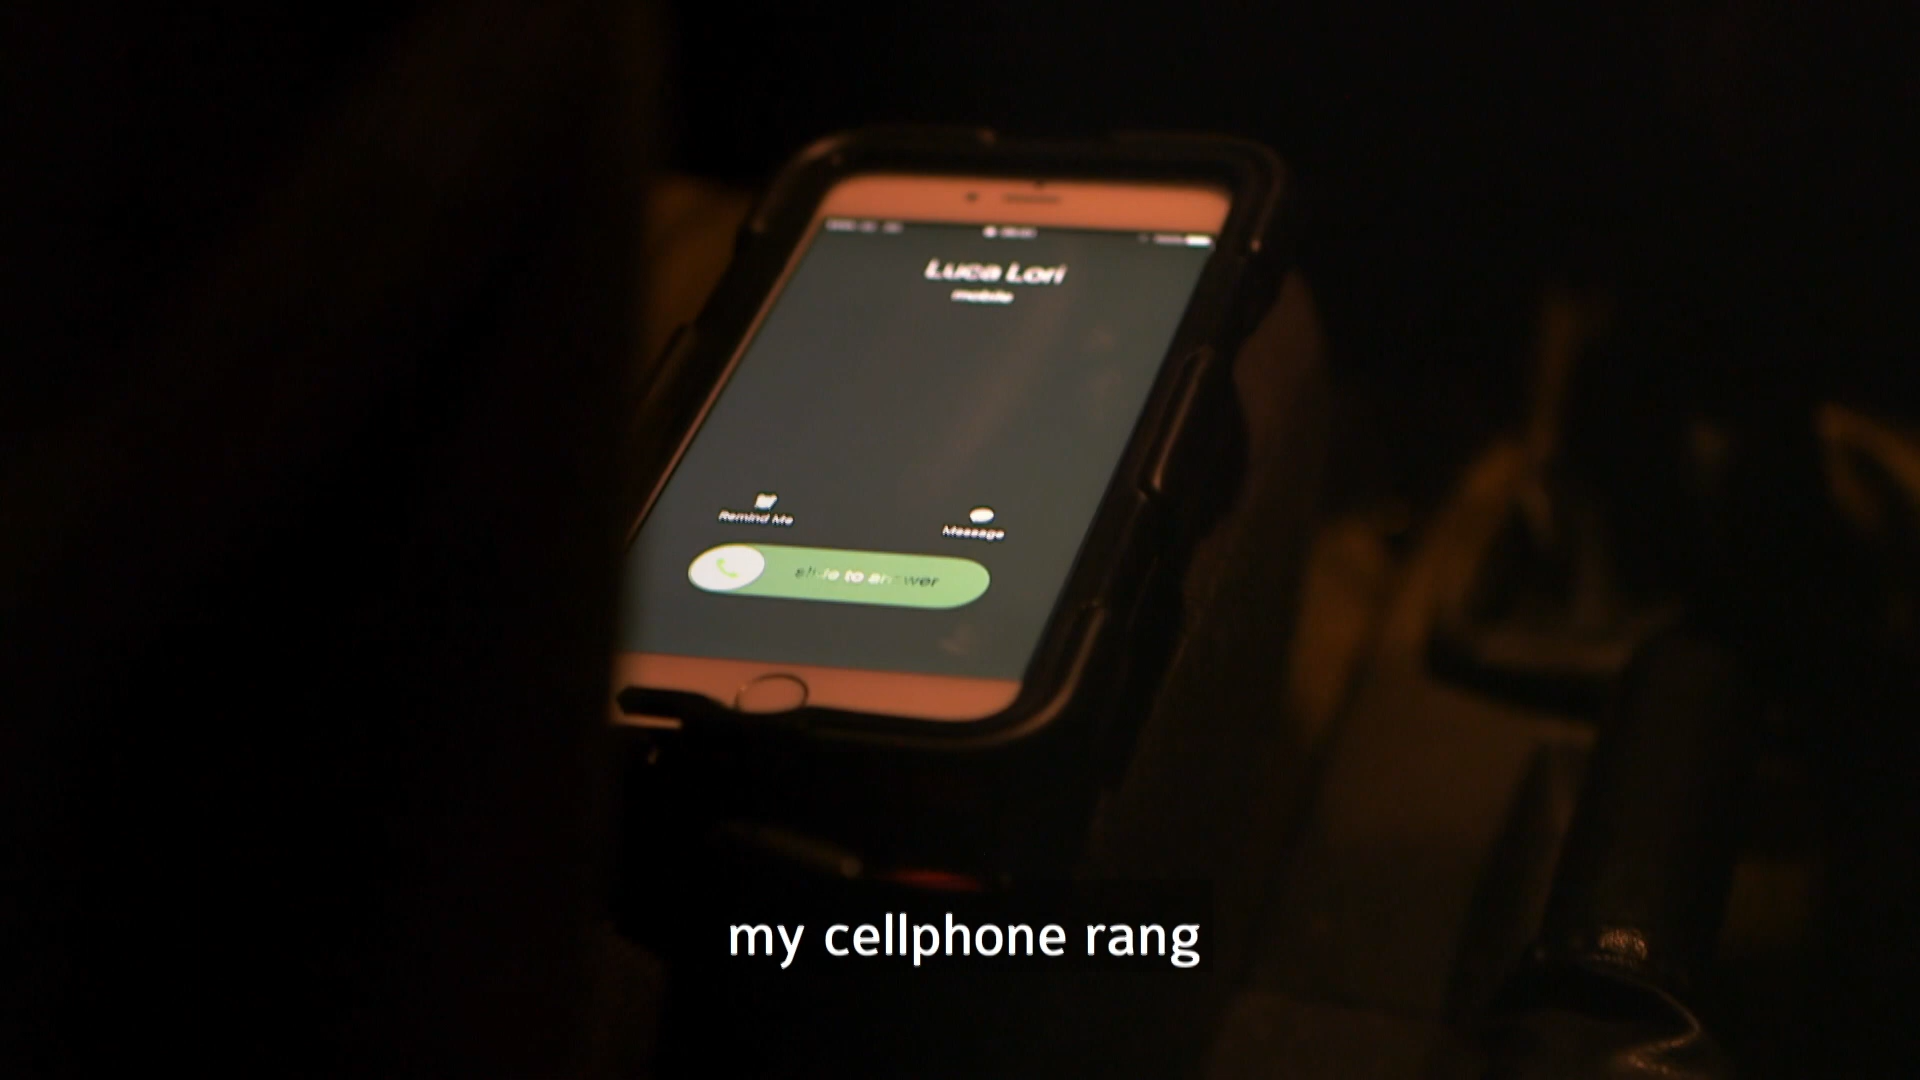 Luca Lori
mobile
Remind Me
Message
slide to answer
my cellphone rang